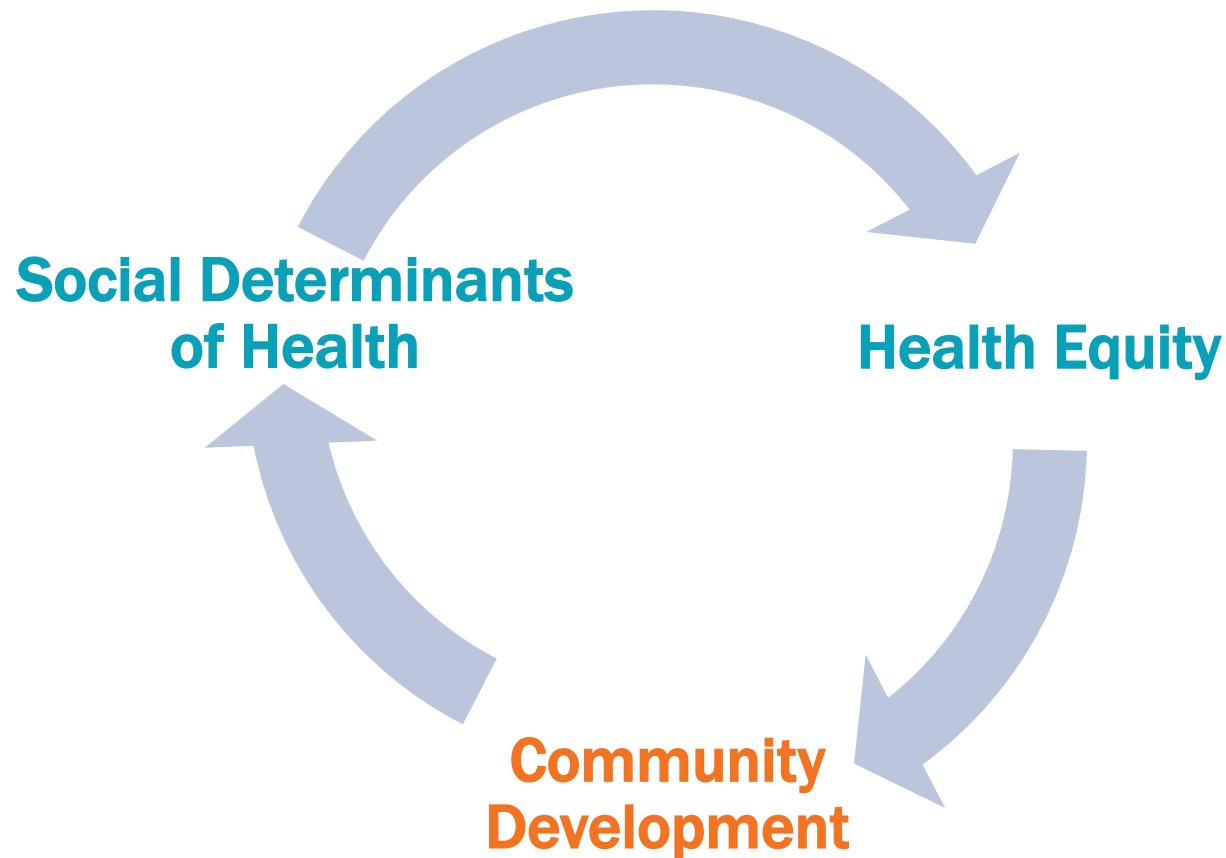 Social Determinants
of Health
Health Equity
Community
Development